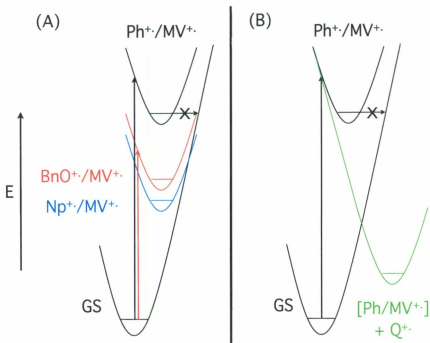 (A)
Ph⁺·/MV⁺·
X
E
BnO⁺·/MV⁺·
Np⁺·/MV⁺·
GS
(B)
Ph⁺·/MV⁺·
X
GS
[Ph/MV⁺·]
+ Q⁺·